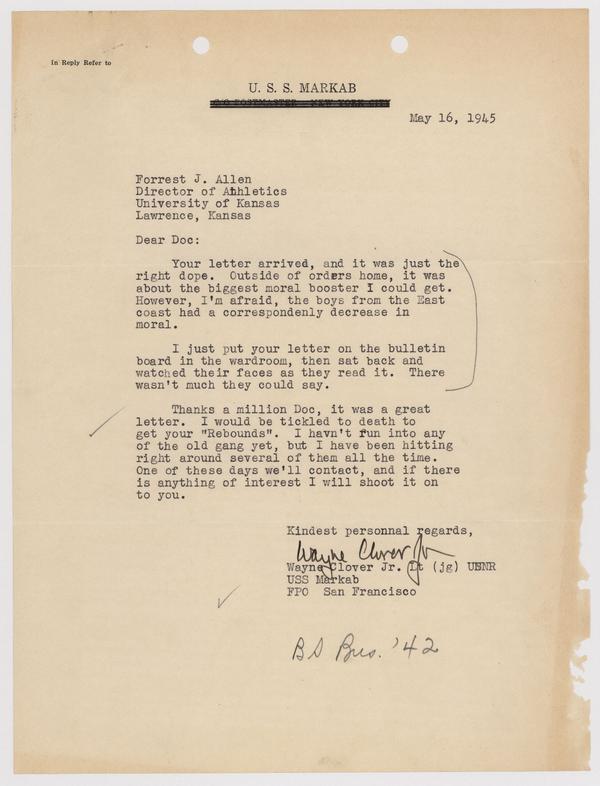 In Reply Refer to
U. S. S. MARKAB
C/O POSTMASTER NEW YORK CITY
May 16, 1945
Forrest J. Allen
Director of Athletics
University of Kansas
Lawrence, Kansas
Dear Doc:
Your letter arrived, and it was just the
right dope. Outside of orders home, it was
about the biggest moral booster I could get.
However, I'm afraid, the boys from the East
coast had a correspondenly decrease in
moral.
I just put your letter on the bulletin
board in the wardroom, then sat back and
watched their faces as they read it. There
wasn't much they could say.
Thanks a million Doc, it was a great
letter. I would be tickled to death to
get your "Rebounds". I havn't run into any
of the old gang yet, but I have been hitting
right around several of them all the time.
One of these days we'll contact, and if there
is anything of interest I will shoot it on
to you.
Kindest personnal regards,
Wayne Clover Jr
Wayne Clover Jr. Lt (jg) USNR
USS Markab
FPO San Francisco
BS Bus. '42